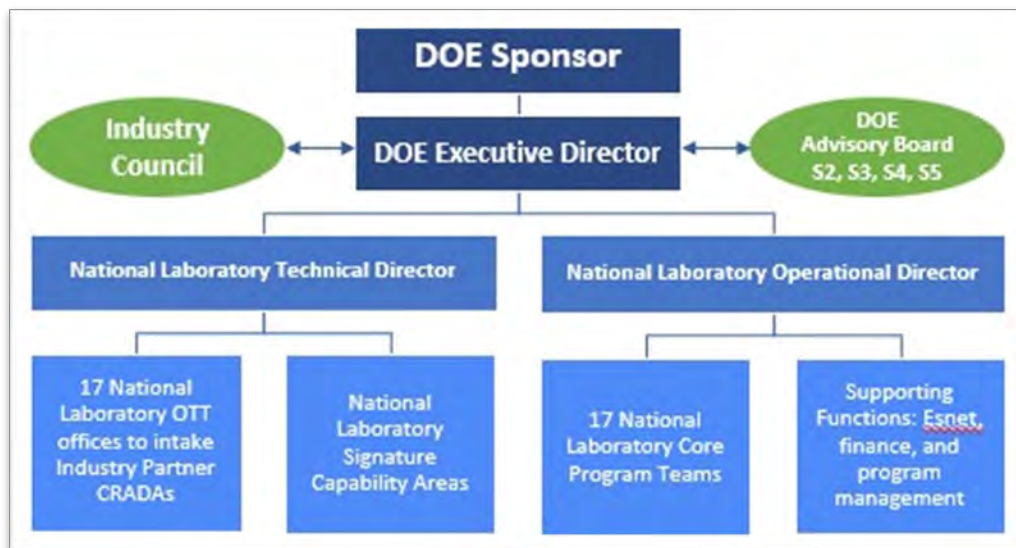 DOE Sponsor
Industry
Council
DOE Executive Director
DOE
Advisory Board
S2, S3, S4, S5
National Laboratory Technical Director
National Laboratory Operational Director
17 National
Laboratory OTT
offices to intake
Industry Partner
CRADAs
National
Laboratory
Signature
Capability Areas
17 National
Laboratory Core
Program Teams
Supporting
Functions: Esnet,
finance, and
program
management